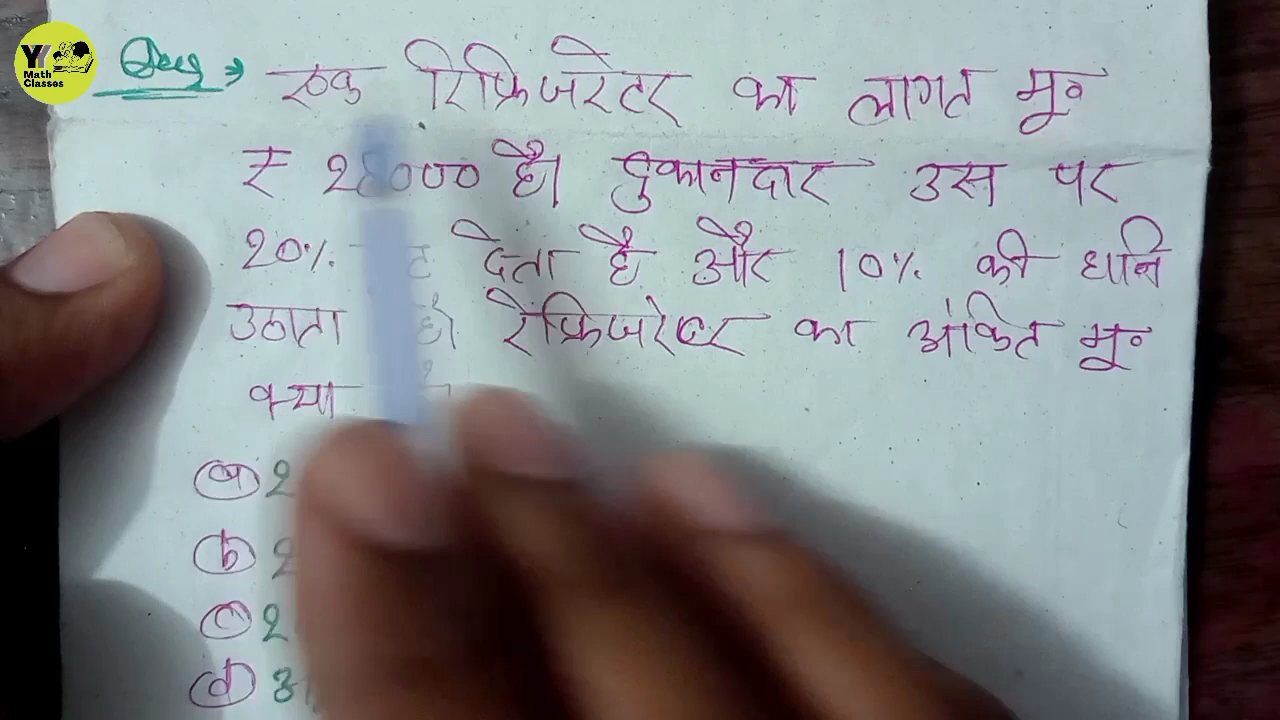 YK
Math
Classes
Ques → एक रिफ्रिजरेटर का लागत मू०
₹ 28000 है। दुकानदार उस पर
20% देता है और 10% की हानि
उठाता हो रेफ्रिजरेटर का अंकित मू०
क्या
(a) 2
(b) 2
(c) 2
(d) 3